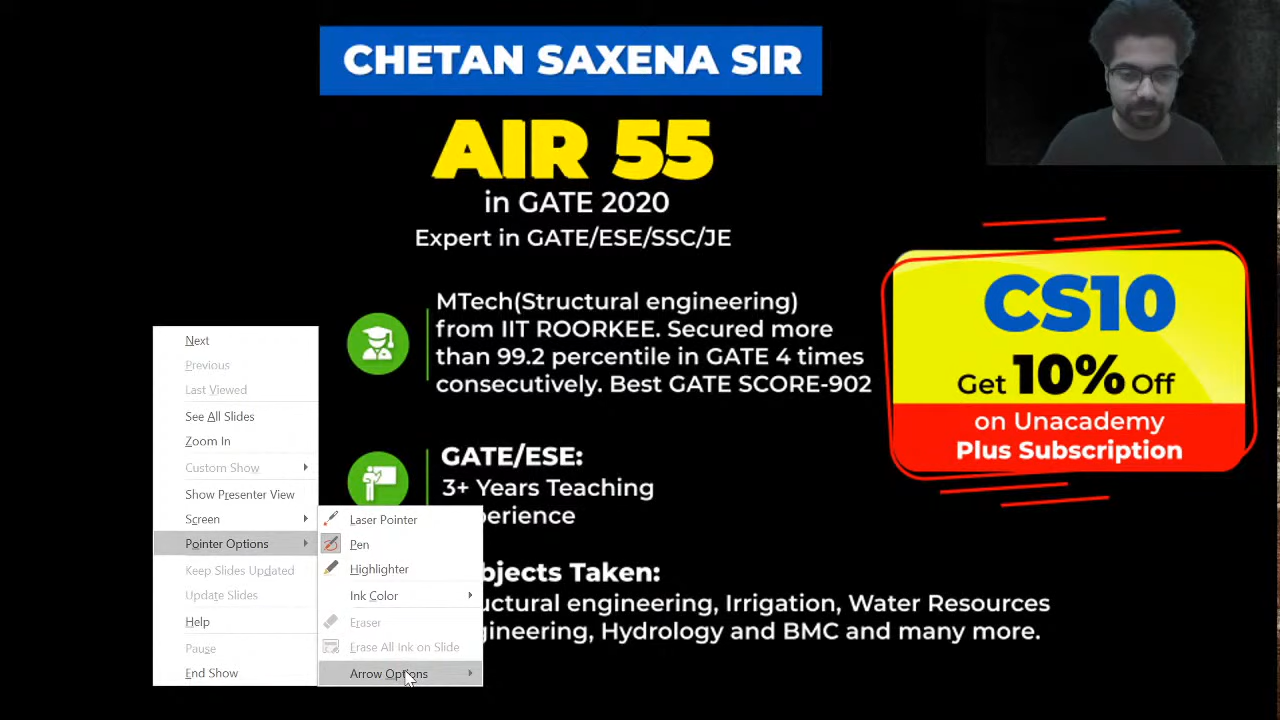 CHETAN SAXENA SIR
AIR 55
in GATE 2020
Expert in GATE/ESE/SSC/JE
MTech(Structural engineering)
from IIT ROORKEE. Secured more
than 99.2 percentile in GATE 4 times
consecutively. Best GATE SCORE-902
CS10
Get 10% Off
on Unacademy
Plus Subscription
GATE/ESE:
3+ Years Teaching
perience
bjects Taken:
uctural engineering, Irrigation, Water Resources
gineering, Hydrology and BMC and many more.
Next
Previous
Last Viewed
See All Slides
Zoom In
Custom Show
Show Presenter View
Screen
Pointer Options
Keep Slides Updated
Update Slides
Help
Pause
End Show
Laser Pointer
Pen
Highlighter
Ink Color
Eraser
Erase All Ink on Slide
Arrow Options